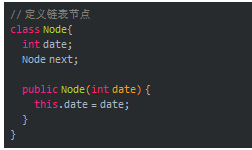 // 定义链表节点
class Node{
  int date;
  Node next;

  public Node(int date) {
    this.date = date;
  }
}